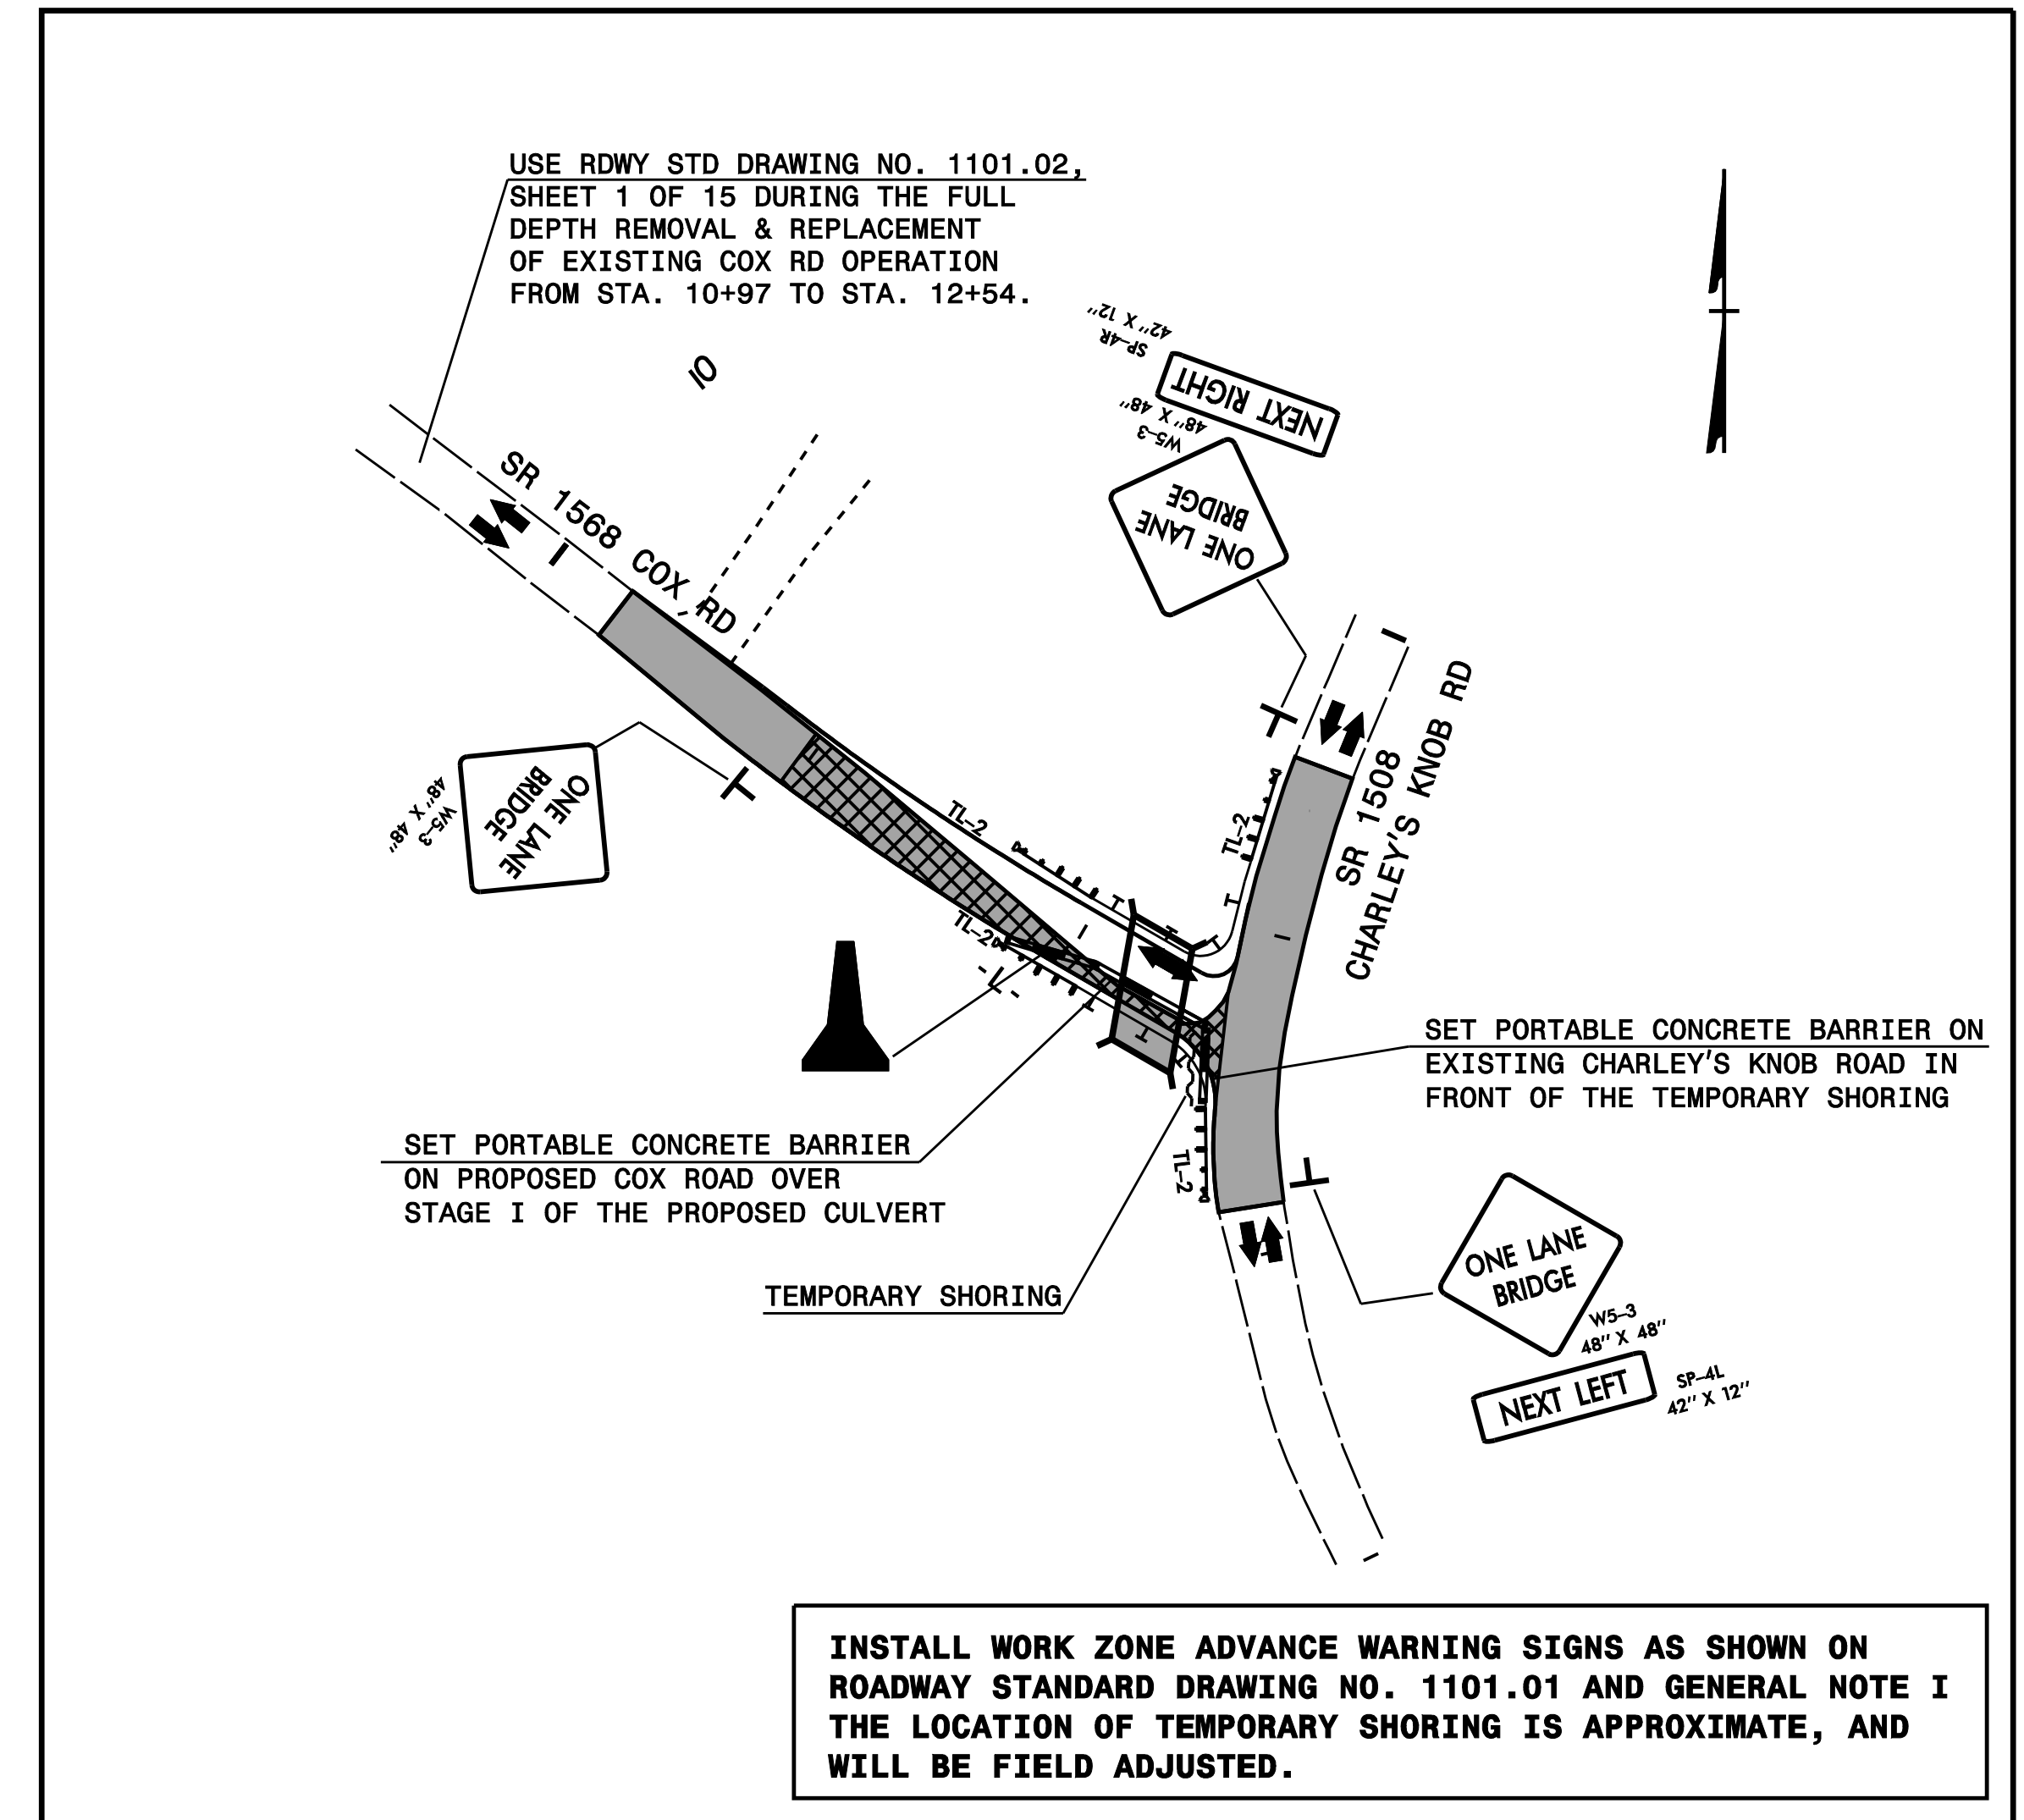 USE RDWY STD DRAWING NO. 1101.02,
SHEET 1 OF 15 DURING THE FULL
DEPTH REMOVAL & REPLACEMENT
OF EXISTING COX RD OPERATION
FROM STA. 10+97 TO STA. 12+54.
10
SP-4R
42" X 12"
NEXT RIGHT
W5-3
48" X 48"
ONE LANE
BRIDGE
SR 1568 COX RD
SR 1508
CHARLEY'S KNOB RD
ONE LANE
BRIDGE
W5-3
48" X 48"
TL-2
TL-2
TL-2
-L-
SET PORTABLE CONCRETE BARRIER ON
EXISTING CHARLEY'S KNOB ROAD IN
FRONT OF THE TEMPORARY SHORING
SET PORTABLE CONCRETE BARRIER
ON PROPOSED COX ROAD OVER
STAGE I OF THE PROPOSED CULVERT
TL-2
TEMPORARY SHORING
ONE LANE
BRIDGE
W5-3
48" X 48"
NEXT LEFT
SP-4L
42" X 12"
INSTALL WORK ZONE ADVANCE WARNING SIGNS AS SHOWN ON
ROADWAY STANDARD DRAWING NO. 1101.01 AND GENERAL NOTE I
THE LOCATION OF TEMPORARY SHORING IS APPROXIMATE, AND
WILL BE FIELD ADJUSTED.